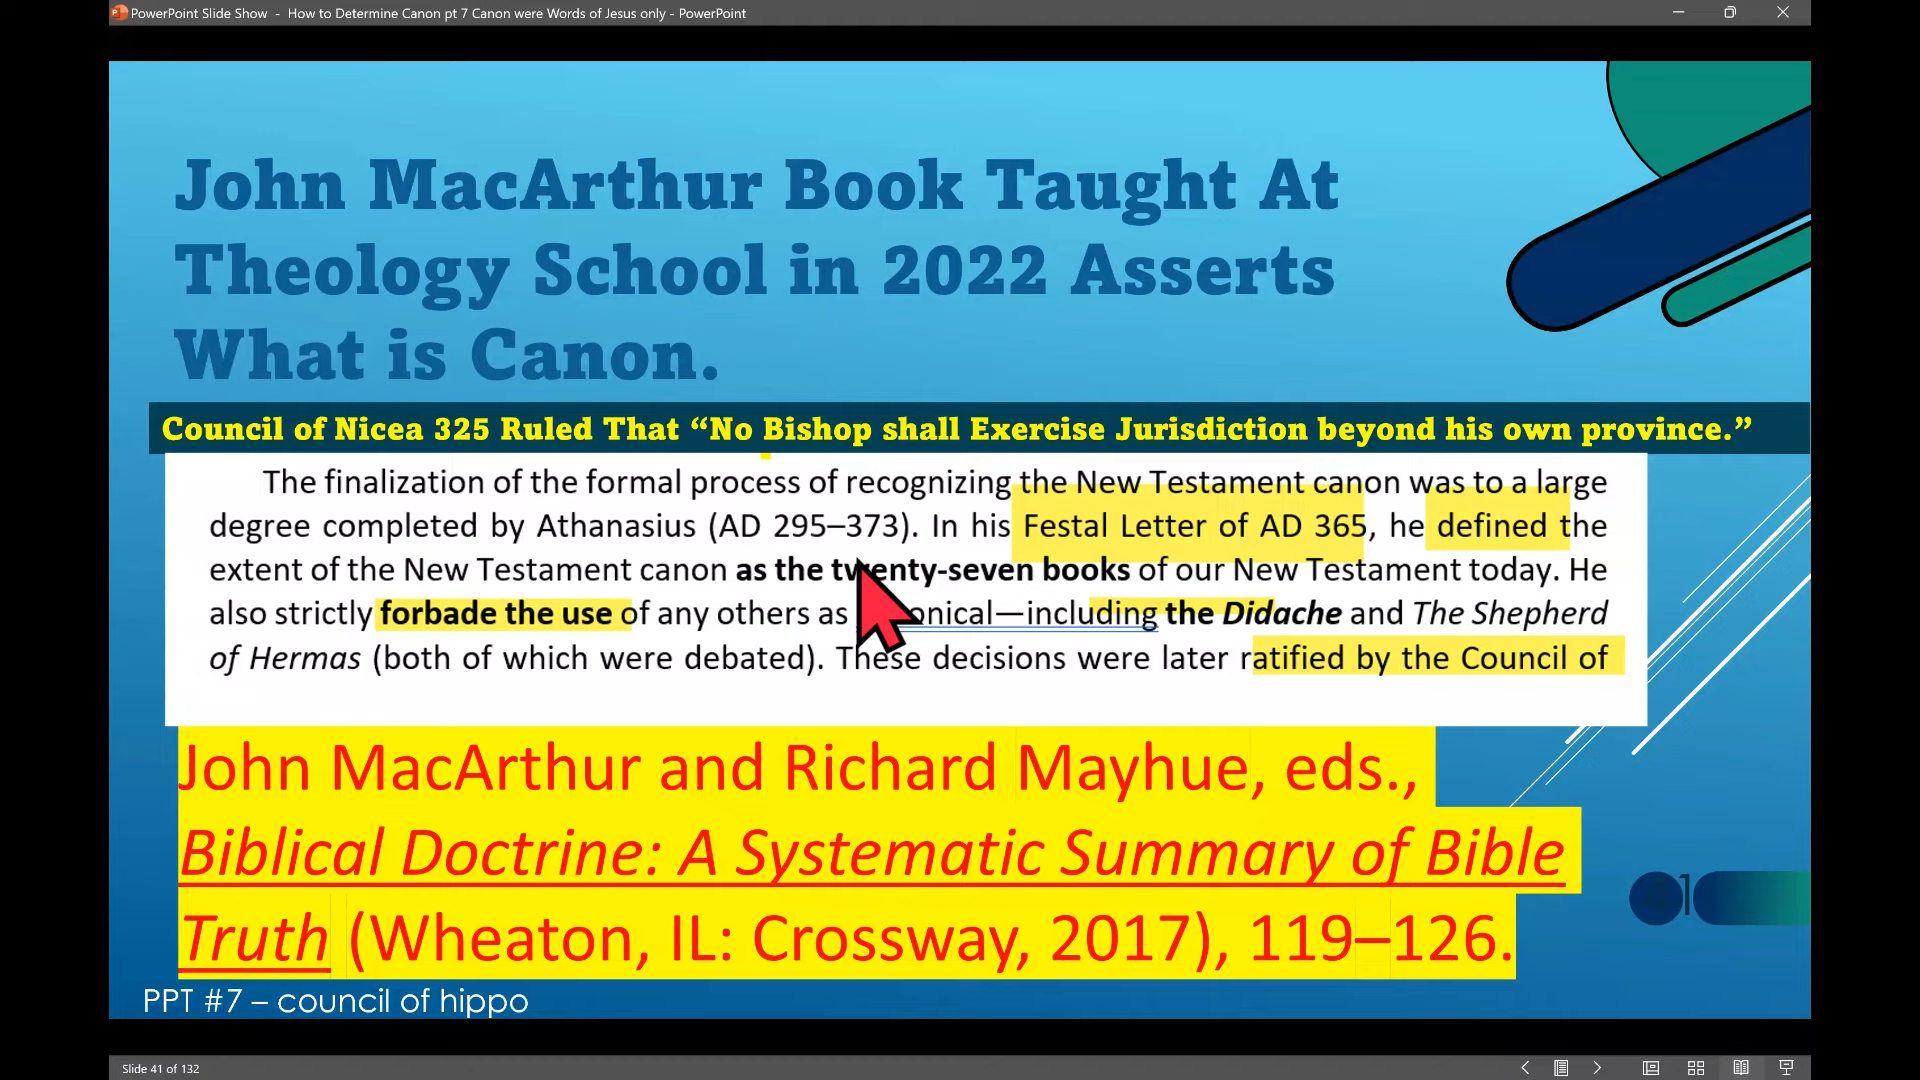 PowerPoint Slide Show - How to Determine Canon pt 7 Canon were Words of Jesus only - PowerPoint
John MacArthur Book Taught At
Theology School in 2022 Asserts
What is Canon.
Council of Nicea 325 Ruled That “No Bishop shall Exercise Jurisdiction beyond his own province.”
The finalization of the formal process of recognizing the New Testament canon was to a large
degree completed by Athanasius (AD 295–373). In his Festal Letter of AD 365, he defined the
extent of the New Testament canon as the twenty-seven books of our New Testament today. He
also strictly forbade the use of any others as canonical—including the Didache and The Shepherd
of Hermas (both of which were debated). These decisions were later ratified by the Council of
John MacArthur and Richard Mayhue, eds.,
Biblical Doctrine: A Systematic Summary of Bible
Truth (Wheaton, IL: Crossway, 2017), 119–126.
41
PPT #7 – council of hippo
Slide 41 of 132